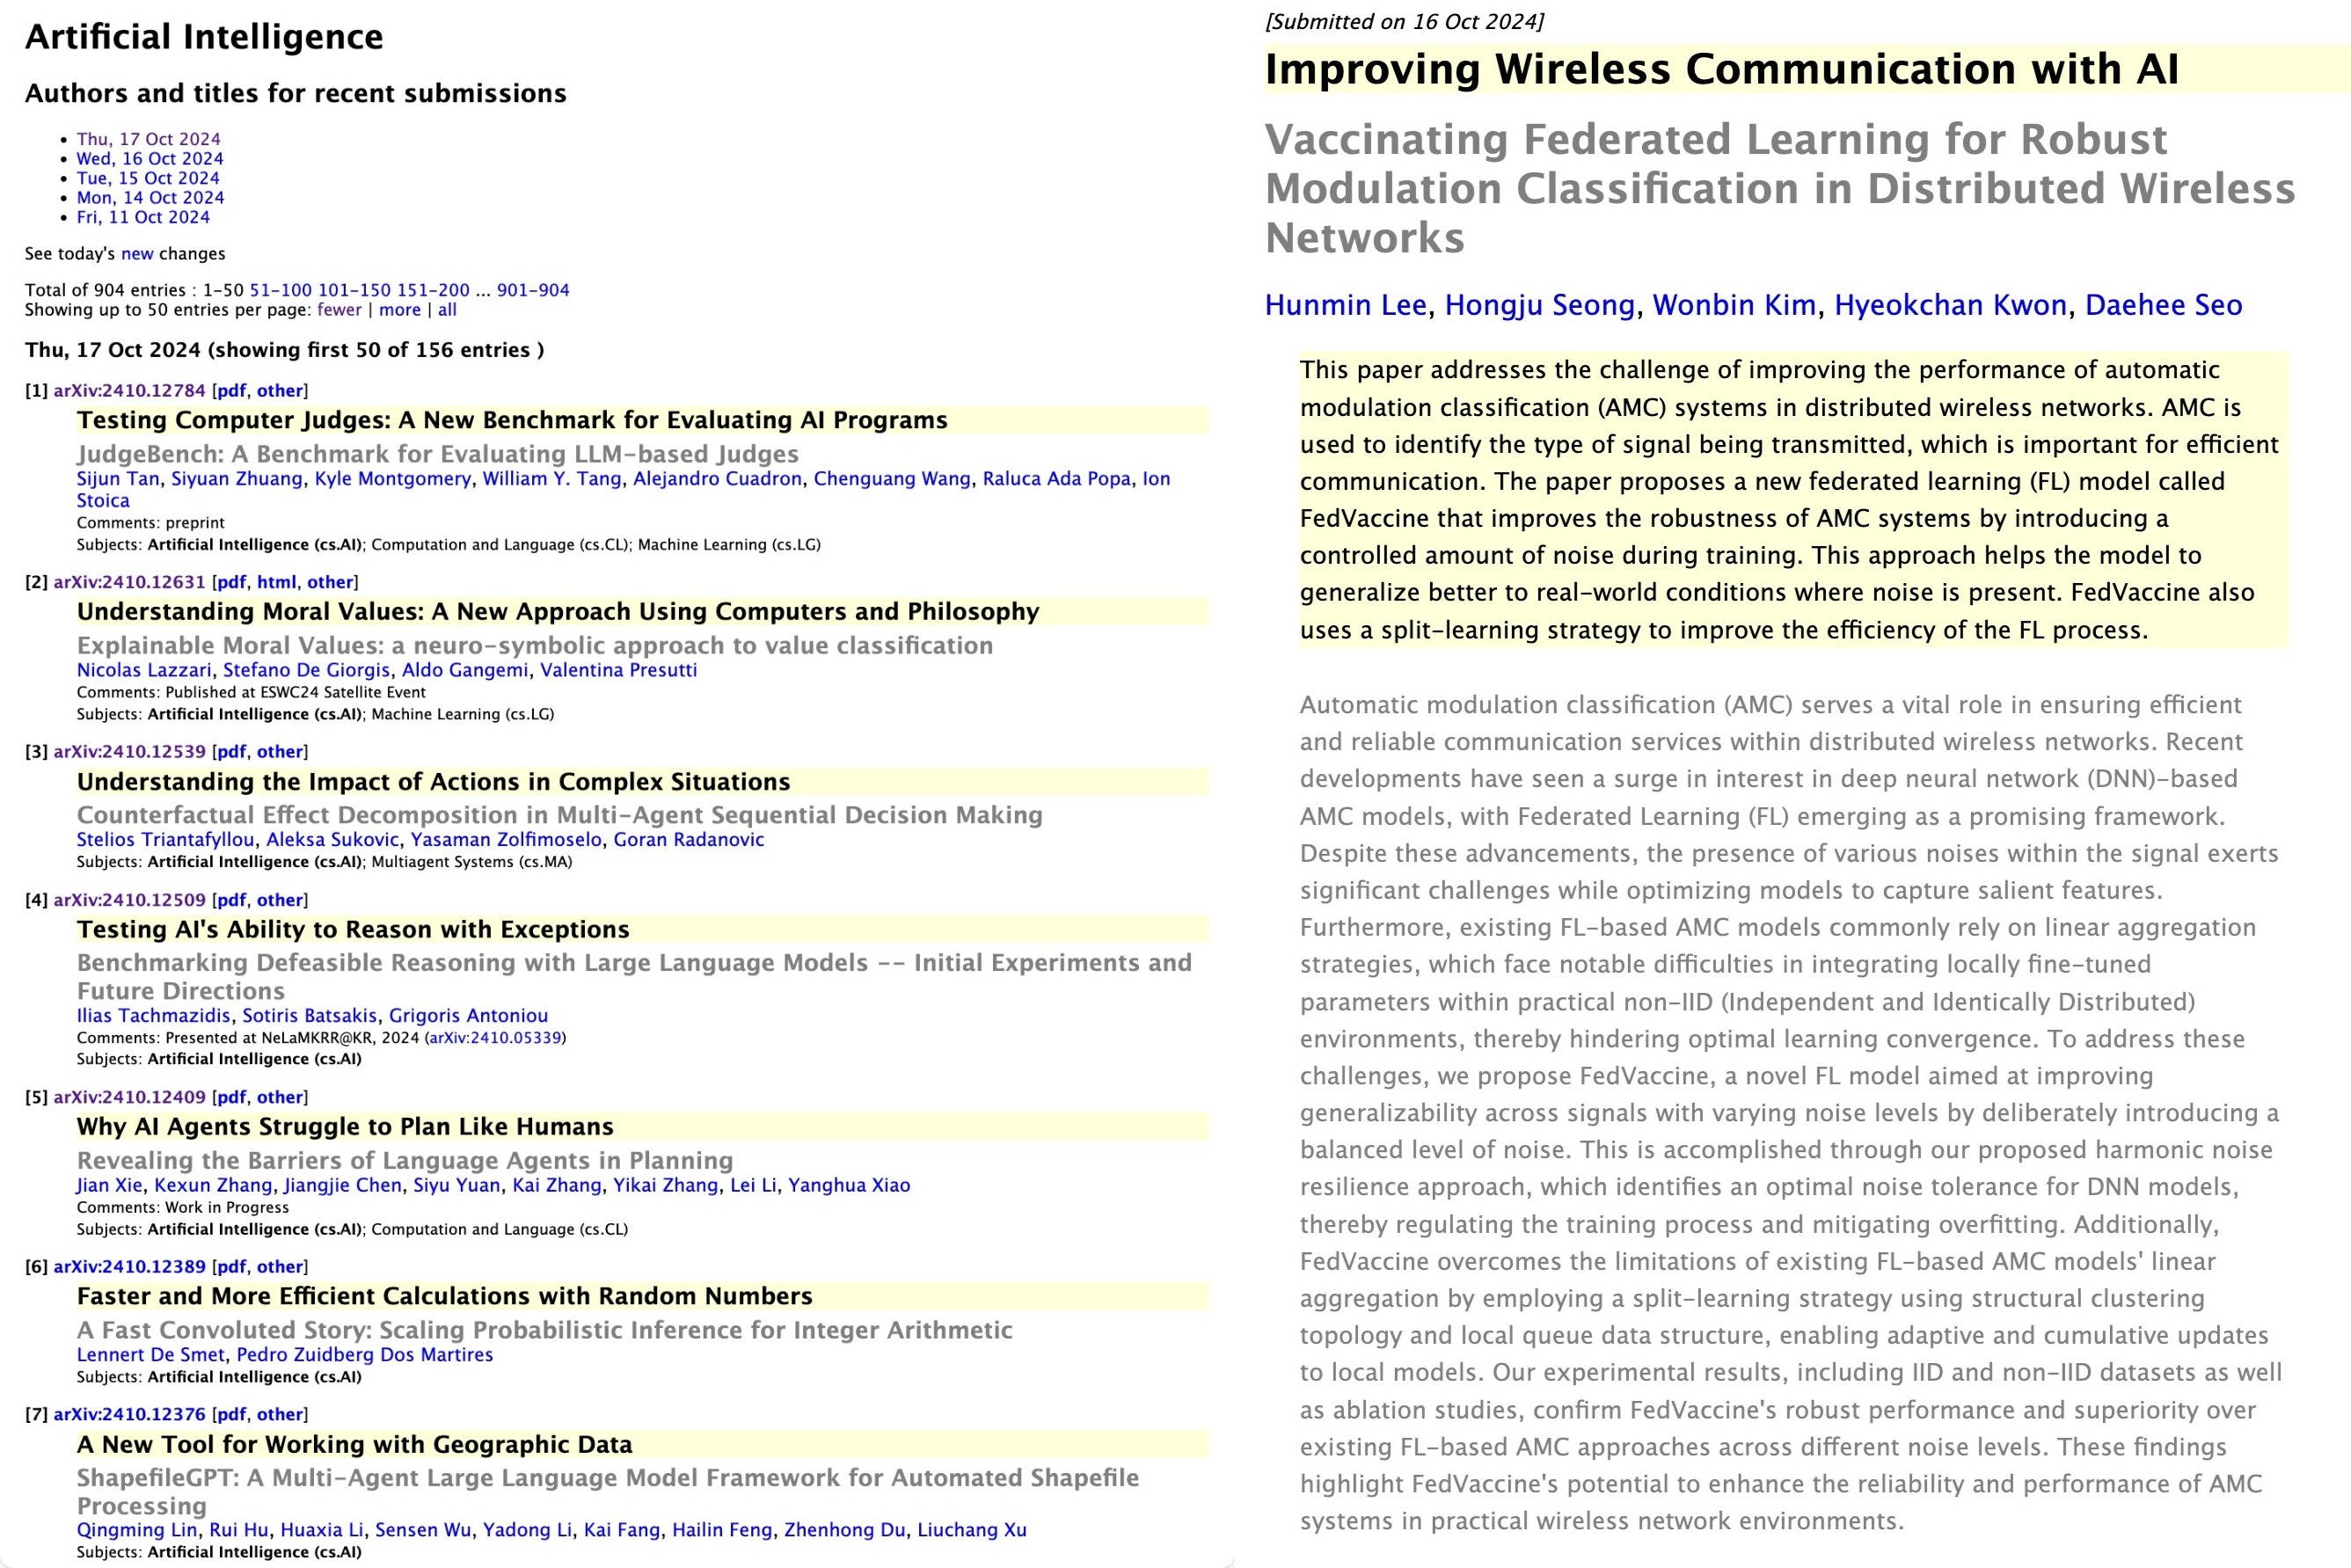 Artificial Intelligence
Authors and titles for recent submissions
• Thu, 17 Oct 2024
• Wed, 16 Oct 2024
• Tue, 15 Oct 2024
• Mon, 14 Oct 2024
• Fri, 11 Oct 2024
See today's new changes
Total of 904 entries : 1-50 51-100 101-150 151-200 ... 901-904
Showing up to 50 entries per page: fewer | more | all
Thu, 17 Oct 2024 (showing first 50 of 156 entries )
[1] arXiv:2410.12784 [pdf, other]
Testing Computer Judges: A New Benchmark for Evaluating AI Programs
JudgeBench: A Benchmark for Evaluating LLM-based Judges
Sijun Tan, Siyuan Zhuang, Kyle Montgomery, William Y. Tang, Alejandro Cuadron, Chenguang Wang, Raluca Ada Popa, Ion
Stoica
Comments: preprint
Subjects: Artificial Intelligence (cs.AI); Computation and Language (cs.CL); Machine Learning (cs.LG)
[2] arXiv:2410.12631 [pdf, html, other]
Understanding Moral Values: A New Approach Using Computers and Philosophy
Explainable Moral Values: a neuro-symbolic approach to value classification
Nicolas Lazzari, Stefano De Giorgis, Aldo Gangemi, Valentina Presutti
Comments: Published at ESWC24 Satellite Event
Subjects: Artificial Intelligence (cs.AI); Machine Learning (cs.LG)
[3] arXiv:2410.12539 [pdf, other]
Understanding the Impact of Actions in Complex Situations
Counterfactual Effect Decomposition in Multi-Agent Sequential Decision Making
Stelios Triantafyllou, Aleksa Sukovic, Yasaman Zolfimoselo, Goran Radanovic
Subjects: Artificial Intelligence (cs.AI); Multiagent Systems (cs.MA)
[4] arXiv:2410.12509 [pdf, other]
Testing AI's Ability to Reason with Exceptions
Benchmarking Defeasible Reasoning with Large Language Models -- Initial Experiments and
Future Directions
Ilias Tachmazidis, Sotiris Batsakis, Grigoris Antoniou
Comments: Presented at NeLaMKRR@KR, 2024 (arXiv:2410.05339)
Subjects: Artificial Intelligence (cs.AI)
[5] arXiv:2410.12409 [pdf, other]
Why AI Agents Struggle to Plan Like Humans
Revealing the Barriers of Language Agents in Planning
Jian Xie, Kexun Zhang, Jiangjie Chen, Siyu Yuan, Kai Zhang, Yikai Zhang, Lei Li, Yanghua Xiao
Comments: Work in Progress
Subjects: Artificial Intelligence (cs.AI); Computation and Language (cs.CL)
[6] arXiv:2410.12389 [pdf, other]
Faster and More Efficient Calculations with Random Numbers
A Fast Convoluted Story: Scaling Probabilistic Inference for Integer Arithmetic
Lennert De Smet, Pedro Zuidberg Dos Martires
Subjects: Artificial Intelligence (cs.AI)
[7] arXiv:2410.12376 [pdf, other]
A New Tool for Working with Geographic Data
ShapefileGPT: A Multi-Agent Large Language Model Framework for Automated Shapefile
Processing
Qingming Lin, Rui Hu, Huaxia Li, Sensen Wu, Yadong Li, Kai Fang, Hailin Feng, Zhenhong Du, Liuchang Xu
Subjects: Artificial Intelligence (cs.AI)
[Submitted on 16 Oct 2024]
Improving Wireless Communication with AI
Vaccinating Federated Learning for Robust
Modulation Classification in Distributed Wireless
Networks
Hunmin Lee, Hongju Seong, Wonbin Kim, Hyeokchan Kwon, Daehee Seo
This paper addresses the challenge of improving the performance of automatic
modulation classification (AMC) systems in distributed wireless networks. AMC is
used to identify the type of signal being transmitted, which is important for efficient
communication. The paper proposes a new federated learning (FL) model called
FedVaccine that improves the robustness of AMC systems by introducing a
controlled amount of noise during training. This approach helps the model to
generalize better to real-world conditions where noise is present. FedVaccine also
uses a split-learning strategy to improve the efficiency of the FL process.
Automatic modulation classification (AMC) serves a vital role in ensuring efficient
and reliable communication services within distributed wireless networks. Recent
developments have seen a surge in interest in deep neural network (DNN)-based
AMC models, with Federated Learning (FL) emerging as a promising framework.
Despite these advancements, the presence of various noises within the signal exerts
significant challenges while optimizing models to capture salient features.
Furthermore, existing FL-based AMC models commonly rely on linear aggregation
strategies, which face notable difficulties in integrating locally fine-tuned
parameters within practical non-IID (Independent and Identically Distributed)
environments, thereby hindering optimal learning convergence. To address these
challenges, we propose FedVaccine, a novel FL model aimed at improving
generalizability across signals with varying noise levels by deliberately introducing a
balanced level of noise. This is accomplished through our proposed harmonic noise
resilience approach, which identifies an optimal noise tolerance for DNN models,
thereby regulating the training process and mitigating overfitting. Additionally,
FedVaccine overcomes the limitations of existing FL-based AMC models' linear
aggregation by employing a split-learning strategy using structural clustering
topology and local queue data structure, enabling adaptive and cumulative updates
to local models. Our experimental results, including IID and non-IID datasets as well
as ablation studies, confirm FedVaccine's robust performance and superiority over
existing FL-based AMC approaches across different noise levels. These findings
highlight FedVaccine's potential to enhance the reliability and performance of AMC
systems in practical wireless network environments.